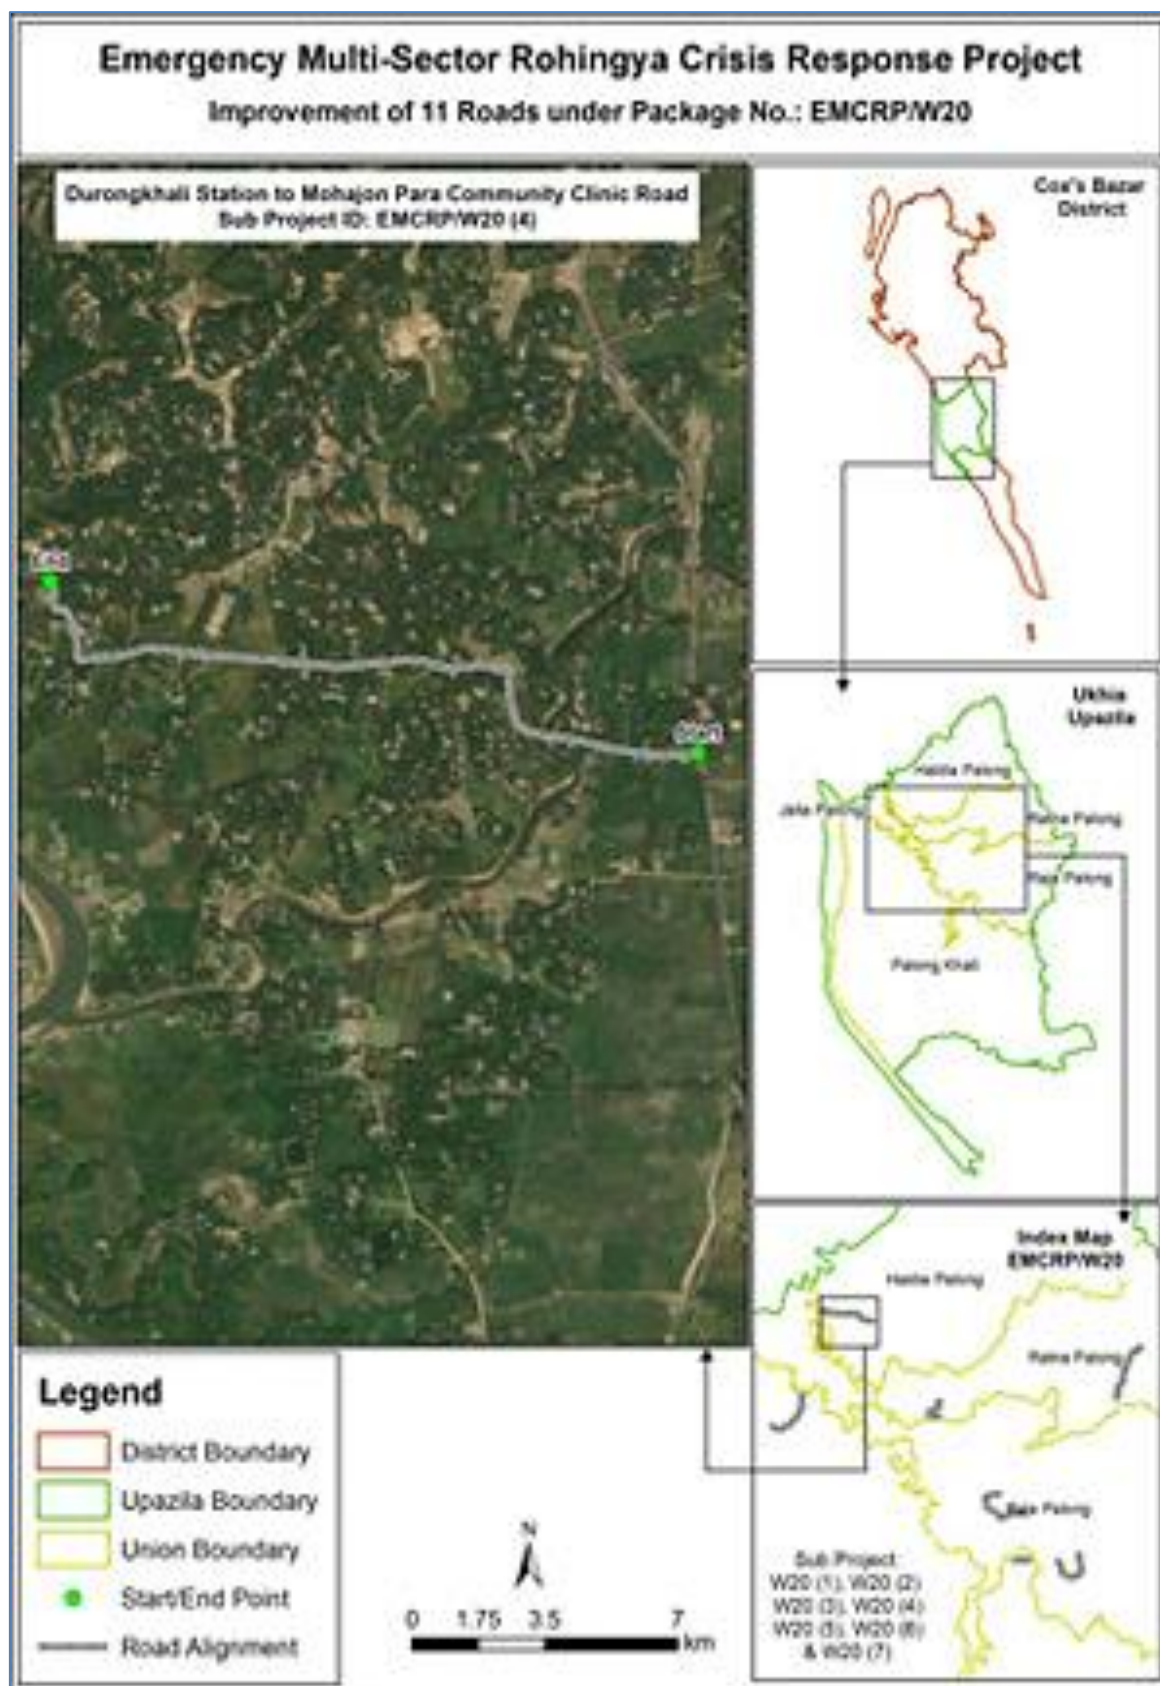 Emergency Multi-Sector Rohingya Crisis Response Project
Improvement of 11 Roads under Package No.: EMCRP/W20
Durongkhali Station to Mohajon Para Community Clinic Road
Sub Project ID: EMCRP/W20 (4)
End
Start
Cox's Bazar
District
Ukhia
Upazila
Haldia Palong
Jalia Palong
Ratna Palong
Raja Palong
Palong Khali
Index Map
EMCRP/W20
Haldia Palong
Ratna Palong
Raja Palong
Sub Project:
W20 (1), W20 (2)
W20 (3), W20 (4)
W20 (5), W20 (6)
& W20 (7)
Legend
District Boundary
Upazila Boundary
Union Boundary
Start/End Point
Road Alignment
N
0 1.75 3.5 7
km